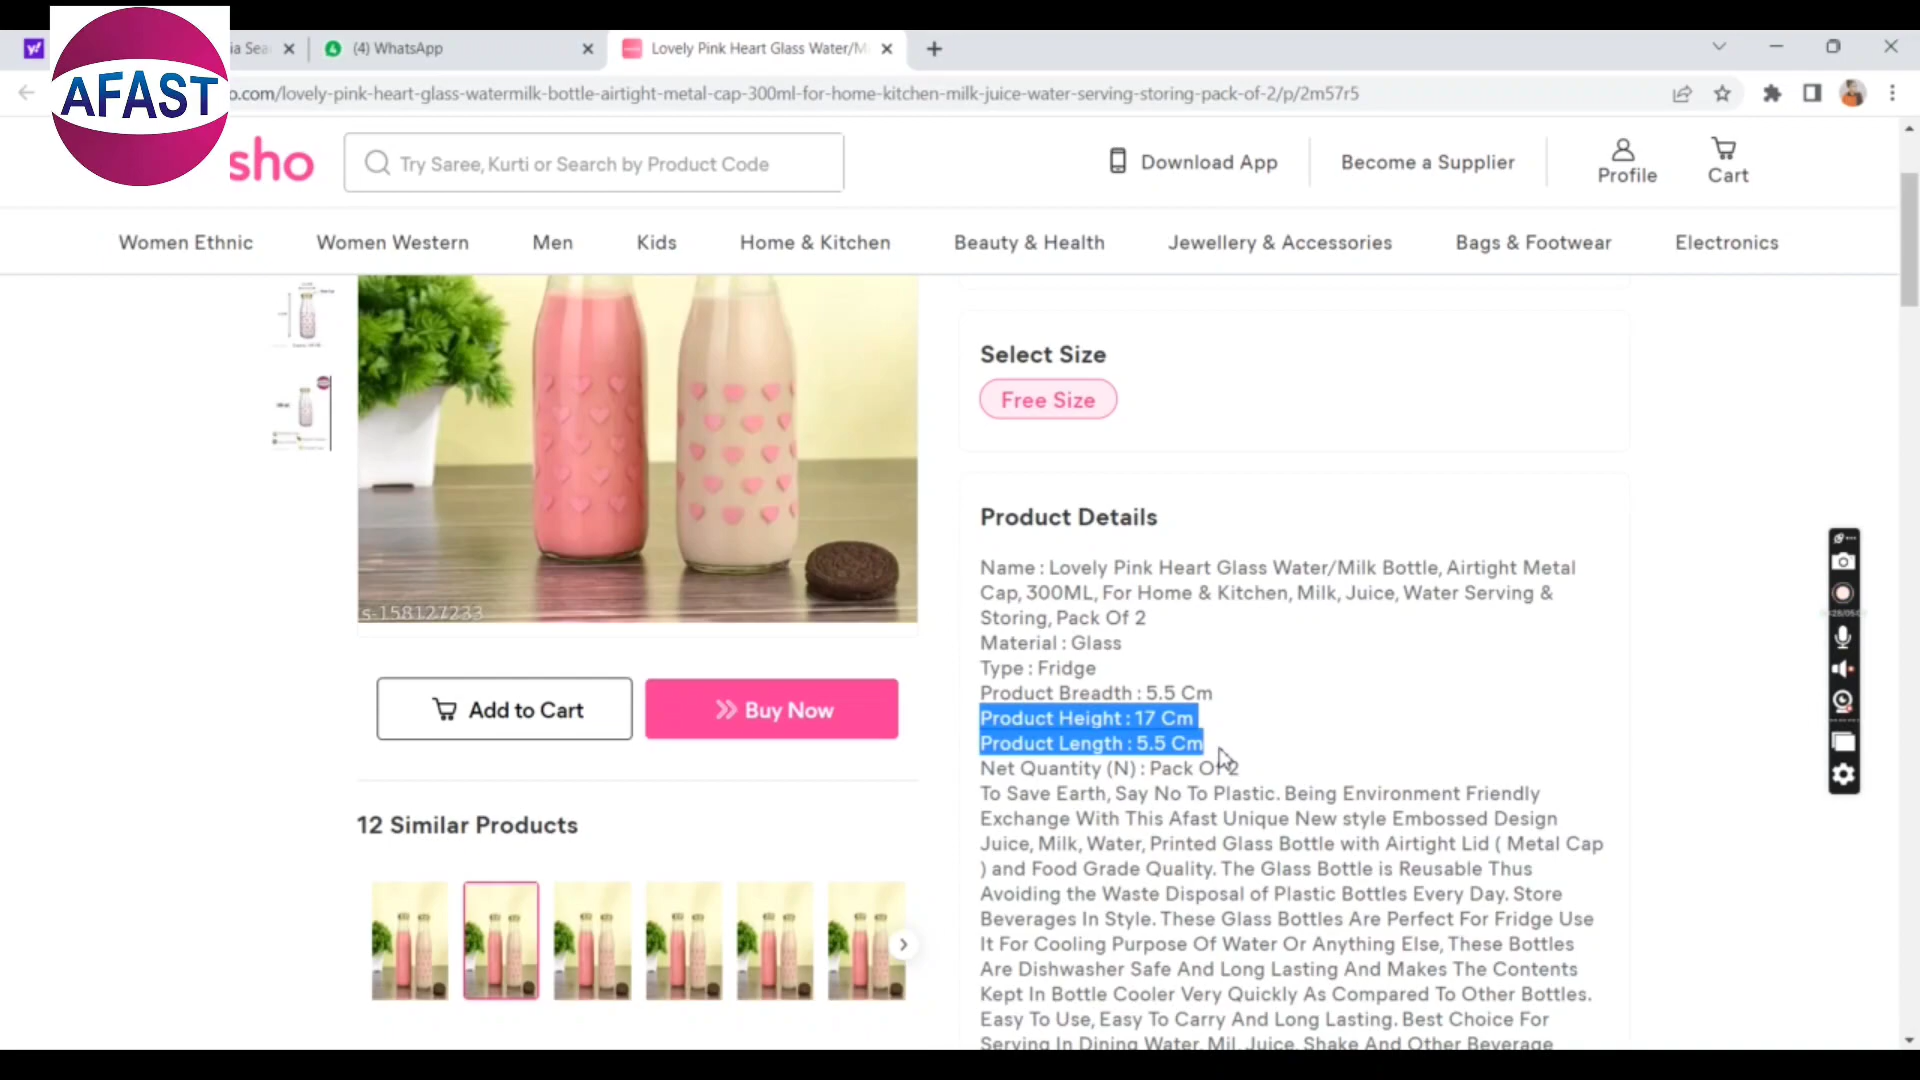 AFAST
(4) WhatsApp
Lovely Pink Heart Glass Water/M
o.com/lovely-pink-heart-glass-watermilk-bottle-airtight-metal-cap-300ml-for-home-kitchen-milk-juice-water-serving-storing-pack-of-2/p/2m57r5
sho
Try Saree, Kurti or Search by Product Code
Download App
Become a Supplier
Profile
Cart
Women Ethnic
Women Western
Men
Kids
Home & Kitchen
Beauty & Health
Jewellery & Accessories
Bags & Footwear
Electronics
s-158127233
Add to Cart
Buy Now
12 Similar Products
Select Size
Free Size
Product Details
Name : Lovely Pink Heart Glass Water/Milk Bottle, Airtight Metal
Cap, 300ML, For Home & Kitchen, Milk, Juice, Water Serving &
Storing, Pack Of 2
Material : Glass
Type : Fridge
Product Breadth : 5.5 Cm
Product Height : 17 Cm
Product Length : 5.5 Cm
Net Quantity (N) : Pack Of 2
To Save Earth, Say No To Plastic. Being Environment Friendly
Exchange With This Afast Unique New style Embossed Design
Juice, Milk, Water, Printed Glass Bottle with Airtight Lid ( Metal Cap
) and Food Grade Quality. The Glass Bottle is Reusable Thus
Avoiding the Waste Disposal of Plastic Bottles Every Day. Store
Beverages In Style. These Glass Bottles Are Perfect For Fridge Use
It For Cooling Purpose Of Water Or Anything Else, These Bottles
Are Dishwasher Safe And Long Lasting And Makes The Contents
Kept In Bottle Cooler Very Quickly As Compared To Other Bottles.
Easy To Use, Easy To Carry And Long Lasting. Best Choice For
Serving In Dining Water, Mil, Juice, Shake And Other Beverage